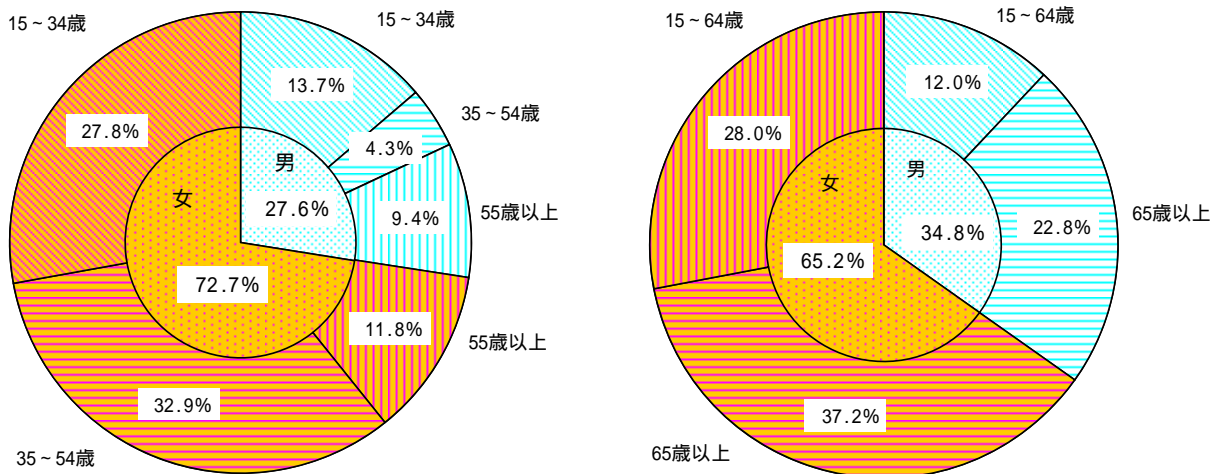 15～34歳
15～34歳
13.7%
35～54歳
27.8%
4.3%
男
女
27.6%
9.4%
55歳以上
72.7%
11.8%
55歳以上
32.9%
35～54歳
15～64歳
15～64歳
12.0%
28.0%
男
女
65歳以上
34.8%
22.8%
65.2%
37.2%
65歳以上